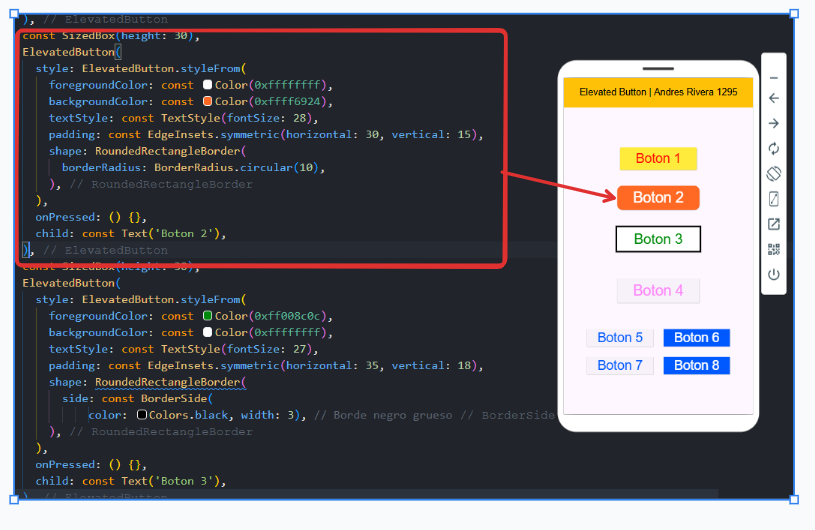 ), // ElevatedButton
const SizedBox(height: 30),
ElevatedButton(
style: ElevatedButton.styleFrom(
foregroundColor: const Color(0xffffffff),
backgroundColor: const Color(0xffff6924),
textStyle: const TextStyle(fontSize: 28),
padding: const EdgeInsets.symmetric(horizontal: 30, vertical: 15),
shape: RoundedRectangleBorder(
borderRadius: BorderRadius.circular(10),
), // RoundedRectangleBorder
),
onPressed: () {},
child: const Text('Boton 2'),
), // ElevatedButton
const SizedBox(height: 30),
ElevatedButton(
style: ElevatedButton.styleFrom(
foregroundColor: const Color(0xff008c0c),
backgroundColor: const Color(0xffffffff),
textStyle: const TextStyle(fontSize: 27),
padding: const EdgeInsets.symmetric(horizontal: 35, vertical: 18),
shape: RoundedRectangleBorder(
side: const BorderSide(
color: Colors.black, width: 3), // Borde negro grueso // BorderSide
), // RoundedRectangleBorder
),
onPressed: () {},
child: const Text('Boton 3'),
), // ElevatedButton
Elevated Button | Andres Rivera 1295
Boton 1
Boton 2
Boton 3
Boton 4
Boton 5 Boton 6
Boton 7 Boton 8